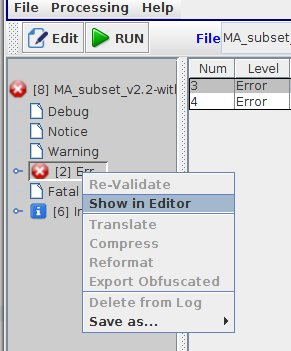 File Processing Help
Edit RUN File MA_subset_
[8] MA_subset_v2.2-with
Num Level
3 Error
4 Error
Debug
Notice
Warning
[2] Err
Fatal
[6] In
Re-Validate
Show in Editor
Translate
Compress
Reformat
Export Obfuscated
Delete from Log
Save as...